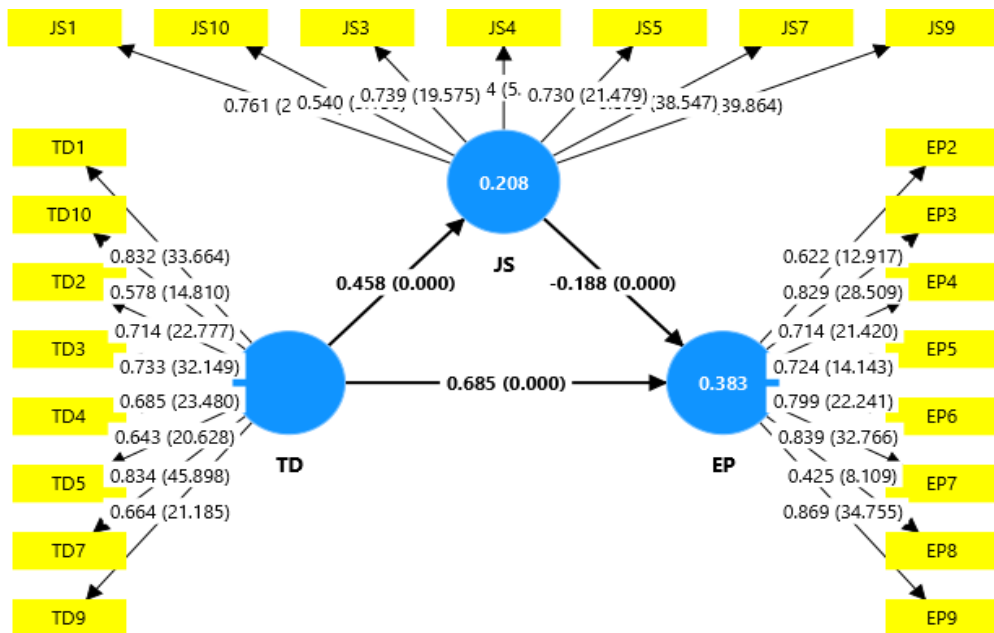 JS1
JS10
JS3
JS4
JS5
JS7
JS9
0.761 (2
0.540
0.739 (19.575)
4 (5.
0.730 (21.479)
(38.547)
39.864)
TD1
TD10
TD2
TD3
TD4
TD5
TD7
TD9
0.832 (33.664)
0.578 (14.810)
0.714 (22.777)
0.733 (32.149)
0.685 (23.480)
0.643 (20.628)
0.834 (45.898)
0.664 (21.185)
0.208
JS
0.458 (0.000)
-0.188 (0.000)
0.685 (0.000)
TD
0.383
EP
0.622 (12.917)
0.829 (28.509)
0.714 (21.420)
0.724 (14.143)
0.799 (22.241)
0.839 (32.766)
0.425 (8.109)
0.869 (34.755)
EP2
EP3
EP4
EP5
EP6
EP7
EP8
EP9